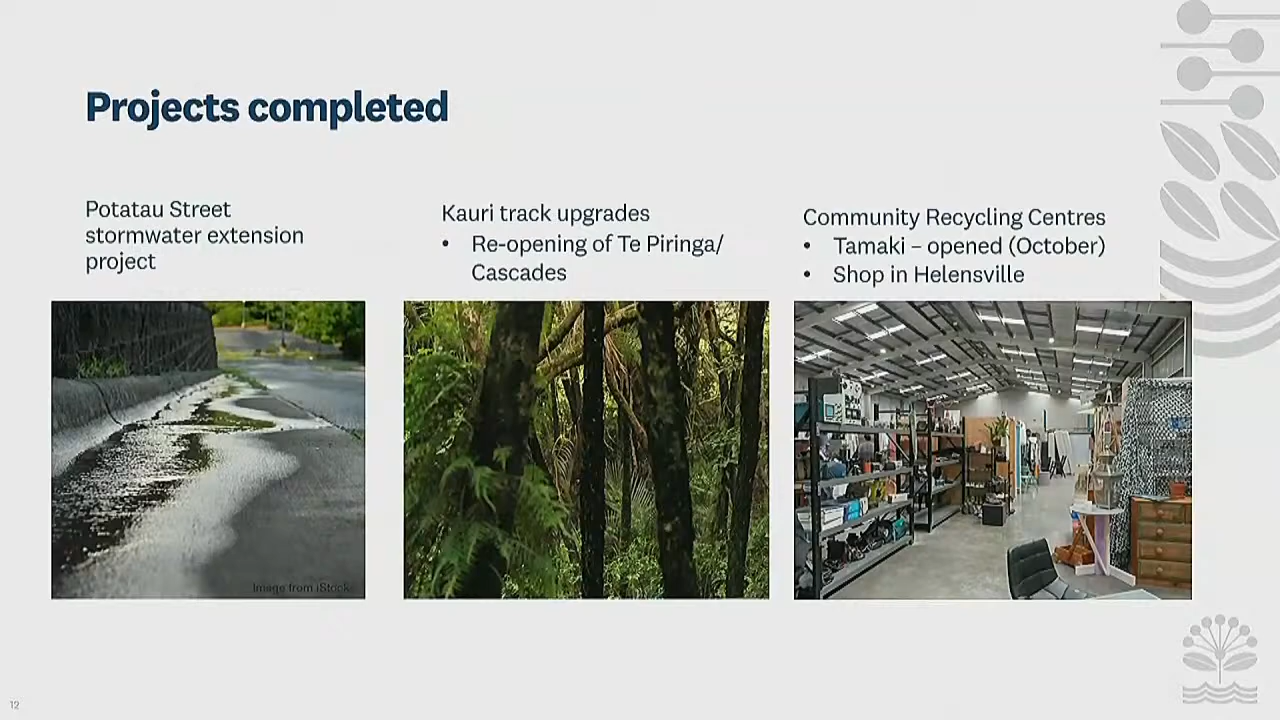 Projects completed
Potatau Street
stormwater extension
project
Kauri track upgrades
• Re-opening of Te Piringa/
Cascades
Community Recycling Centres
• Tamaki – opened (October)
• Shop in Helensville
Image from iStock
12